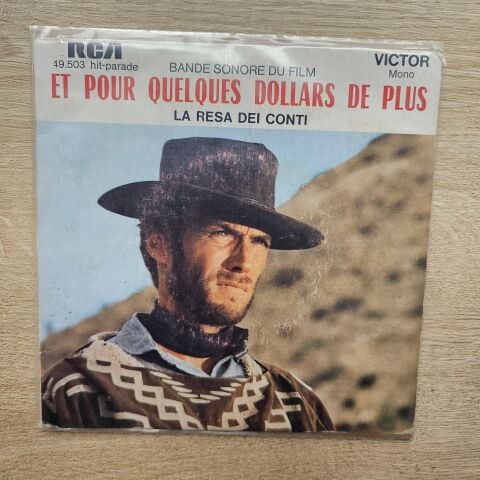 RCA
VICTOR
49.503 hit-parade
BANDE SONORE DU FILM
Mono
ET POUR QUELQUES DOLLARS DE PLUS
LA RESA DEI CONTI